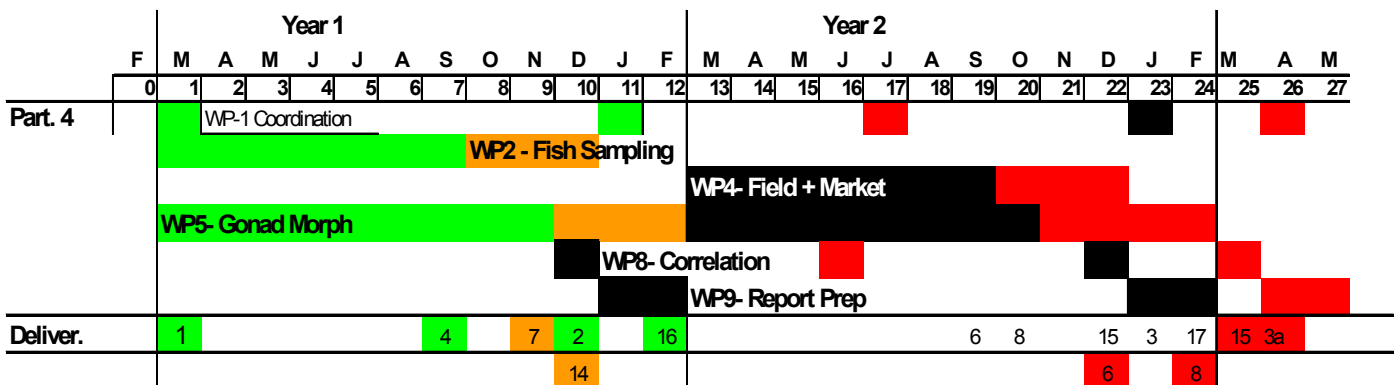 Year 1 Year 2
F M A M J J A S O N D J F M A M J J A S O N D J F M A M
0 1 2 3 4 5 6 7 8 9 10 11 12 13 14 15 16 17 18 19 20 21 22 23 24 25 26 27
Part. 4 WP-1 Coordination
WP2 - Fish Sampling
WP4- Field + Market
WP5- Gonad Morph
WP8- Correlation
WP9- Report Prep
Deliver. 1 4 7 2 16 6 8 15 3 17 15 3a
14 6 8